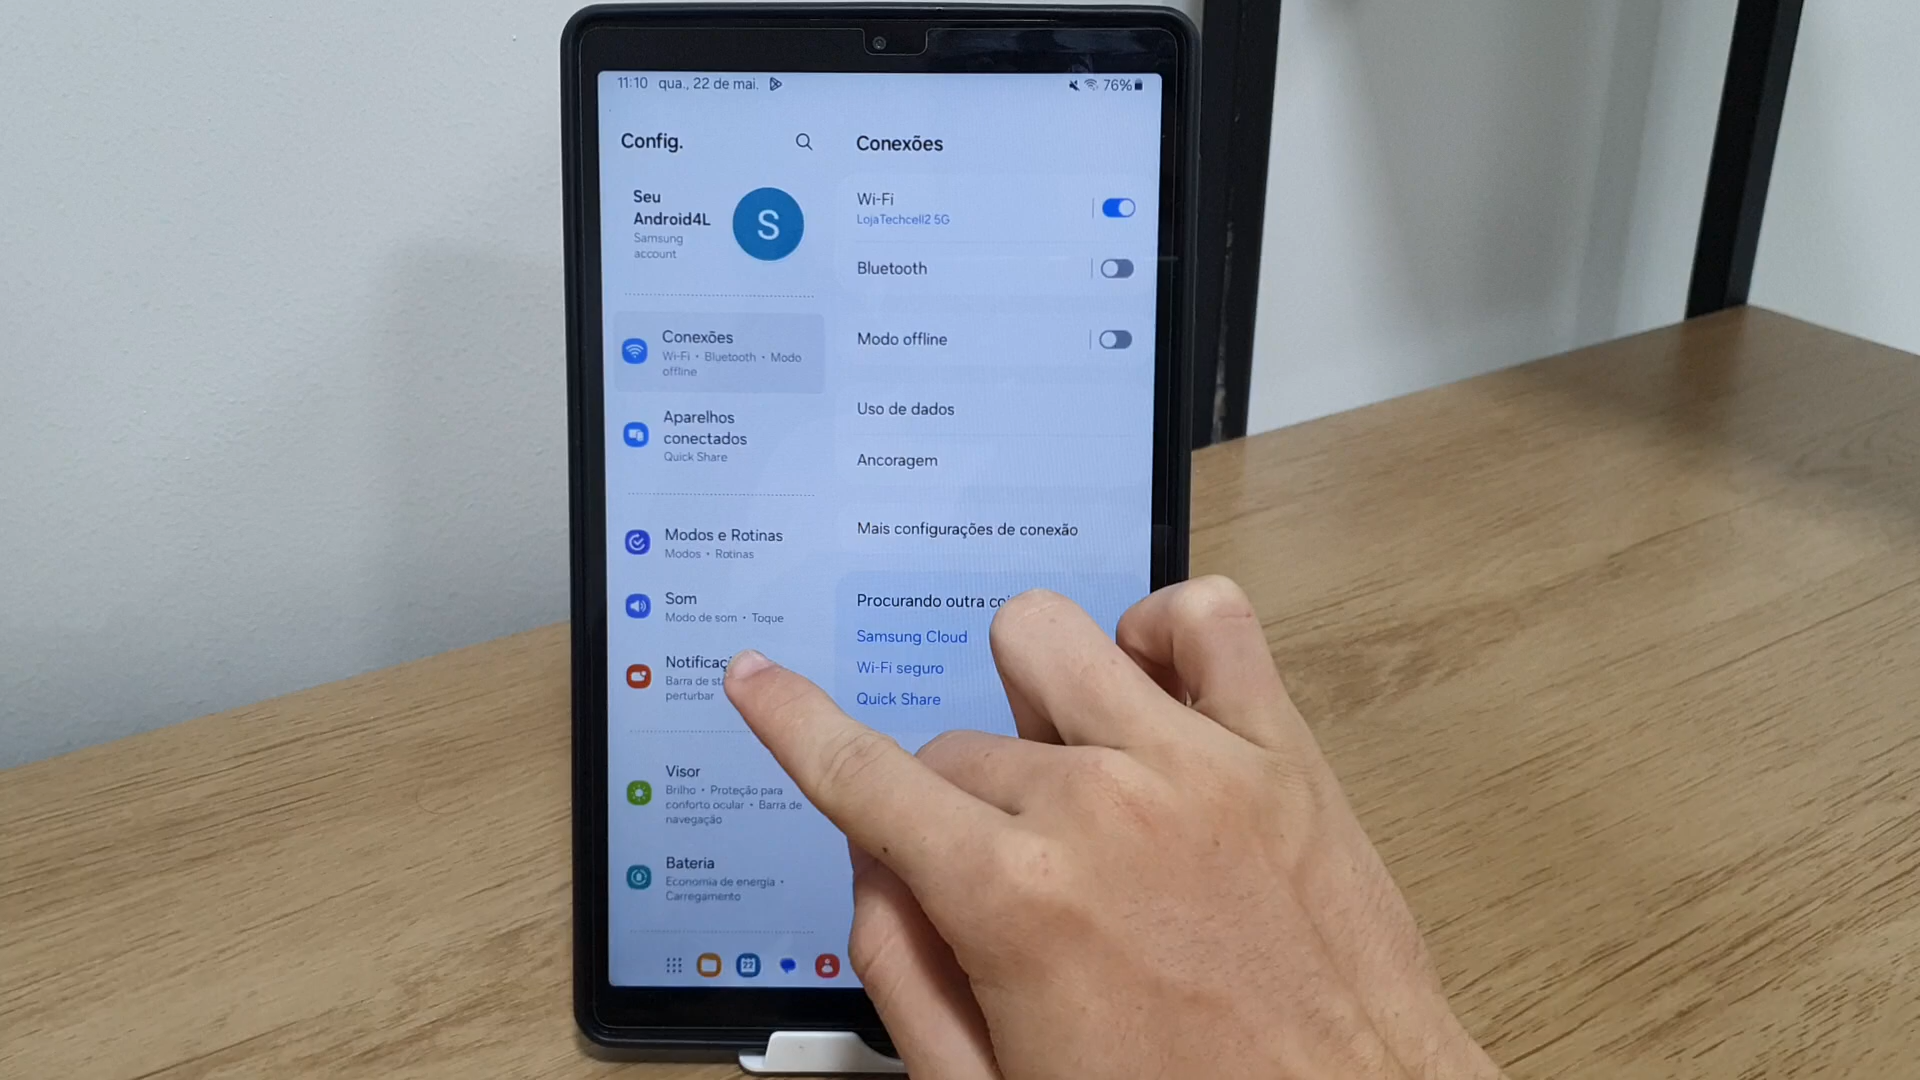 11:10 qua., 22 de mai.
76%
Config.
Seu
Android4L
Samsung
account
S
Conexões
Wi-Fi • Bluetooth • Modo
offline
Aparelhos
conectados
Quick Share
Modos e Rotinas
Modos • Rotinas
Som
Modo de som • Toque
Barra de
perturbar
Visor
Brilho • Proteção para
conforto ocular • Barra de
navegação
Bateria
Economia de energia •
Carregamento
22
Conexões
Wi-Fi
LojaTechcell2 5G
Bluetooth
Modo offline
Uso de dados
Ancoragem
Mais configurações de conexão
Procurando outra
Samsung Cloud
Wi-Fi seguro
Quick Share